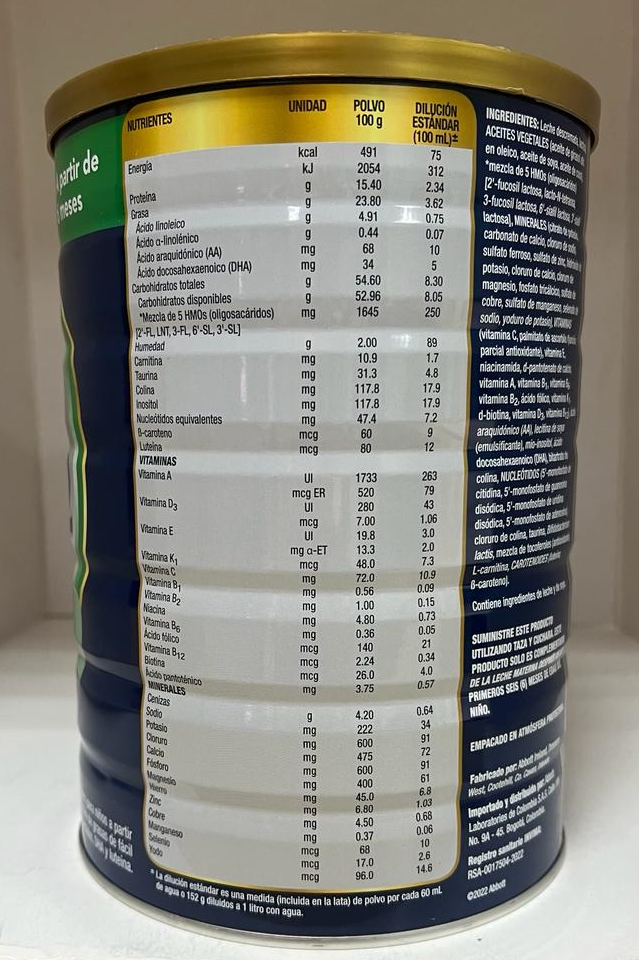 partir de
meses
NUTRIENTES UNIDAD POLVO 100 g DILUCIÓN ESTÁNDAR (100 mL)±
Energía kcal 491 75
kJ 2054 312
Proteína g 15.40 2.34
Grasa g 23.80 3.62
Ácido linoleico g 4.91 0.75
Ácido α-linolénico g 0.44 0.07
Ácido araquidónico (AA) mg 68 10
Ácido docosahexaenoico (DHA) mg 34 5
Carbohidratos totales g 54.60 8.30
Carbohidratos disponibles g 52.96 8.05
*Mezcla de 5 HMOs (oligosacáridos) mg 1645 250
[2'-FL, LNT, 3-FL, 6'-SL, 3'-SL]
Humedad g 2.00 89
Carnitina mg 10.9 1.7
Taurina mg 31.3 4.8
Colina mg 117.8 17.9
Inositol mg 117.8 17.9
Nucleótidos equivalentes mg 47.4 7.2
ß-caroteno mcg 60 9
Luteína mcg 80 12
VITAMINAS
Vitamina A UI 1733 263
mcg ER 520 79
Vitamina D3 UI 280 43
mcg 7.00 1.06
Vitamina E UI 19.8 3.0
mg α-ET 13.3 2.0
Vitamina K1 mcg 48.0 7.3
Vitamina C mg 72.0 10.9
Vitamina B1 mg 0.56 0.09
Vitamina B2 mg 1.00 0.15
Niacina mg 4.80 0.73
Vitamina B6 mg 0.36 0.05
Ácido fólico mcg 140 21
Vitamina B12 mcg 2.24 0.34
Biotina mcg 26.0 4.0
Ácido pantoténico mg 3.75 0.57
MINERALES
Cenizas g 4.20 0.64
Sodio mg 222 34
Potasio mg 600 91
Cloruro mg 475 72
Calcio mg 600 91
Fósforo mg 400 61
Magnesio mg 45.0 6.8
Hierro mg 6.80 1.03
Zinc mg 4.50 0.68
Cobre mg 0.37 0.06
Manganeso mcg 68 10
Selenio mcg 17.0 2.6
Yodo mcg 96.0 14.6
* La dilución estándar es una medida (incluida en la lata) de polvo por cada 60 mL
de agua o 152 g diluidos a 1 litro con agua.
niños a partir
grasas de fácil
DHA y luteína.
INGREDIENTES: Leche descremada,
ACEITES VEGETALES (aceite de
en oleico, aceite de soya, aceite de
*mezcla de 5 HMOs (oligosacáridos)
[2'-fucosil lactosa, lacto-N-tetraosa,
3-fucosil lactosa, 6'-sialil lactosa, 3'-sialil
lactosa], MINERALES (citrato de
carbonato de calcio, cloruro de
sulfato ferroso, sulfato de zinc,
potasio, cloruro de calcio, cloruro de
magnesio, fosfato tricálcico, sulfato de
cobre, sulfato de manganeso,
sodio, yoduro de potasio), VITAMINAS
(vitamina C, palmitato de ascorbilo
parcial antioxidante), vitamina E,
niacinamida, d-pantotenato de calcio,
vitamina A, vitamina B1, vitamina B6,
vitamina B2, ácido fólico, vitamina K1,
d-biotina, vitamina D3, vitamina B12),
araquidónico (AA), lecitina de soya
(emulsificante), mio-inositol, ácido
docosahexaenoico (DHA), bitartrato de
colina, NUCLEÓTIDOS (5'-monofosfato de
citidina, 5'-monofosfato de guanosina
disódica, 5'-monofosfato de uridina
disódica, 5'-monofosfato de adenosina),
cloruro de colina, taurina,
lactis, mezcla de tocoferoles
L-carnitina, CAROTENOIDES
ß-caroteno).
Contiene ingredientes de leche y de soya.
SUMINISTRE ESTE PRODUCTO
UTILIZANDO TAZA Y CUCHARA. ESTE
PRODUCTO SOLO ES COMPLEMENTARIO
DE LA LECHE MATERNA DESPUÉS
PRIMEROS SEIS (6) MESES DE EDAD
NIÑO.
EMPACADO EN ATMÓSFERA PROTECTORA.
Fabricado por: Abbott Ireland,
West, Cootehill, Co. Cavan,
Importado y distribuido por: Abbott
Laboratories de Colombia S.A.S. Calle
No. 9A - 45. Bogotá, Colombia.
Registro sanitario INVIMA:
RSA-0017504-2022
©2022 Abbott